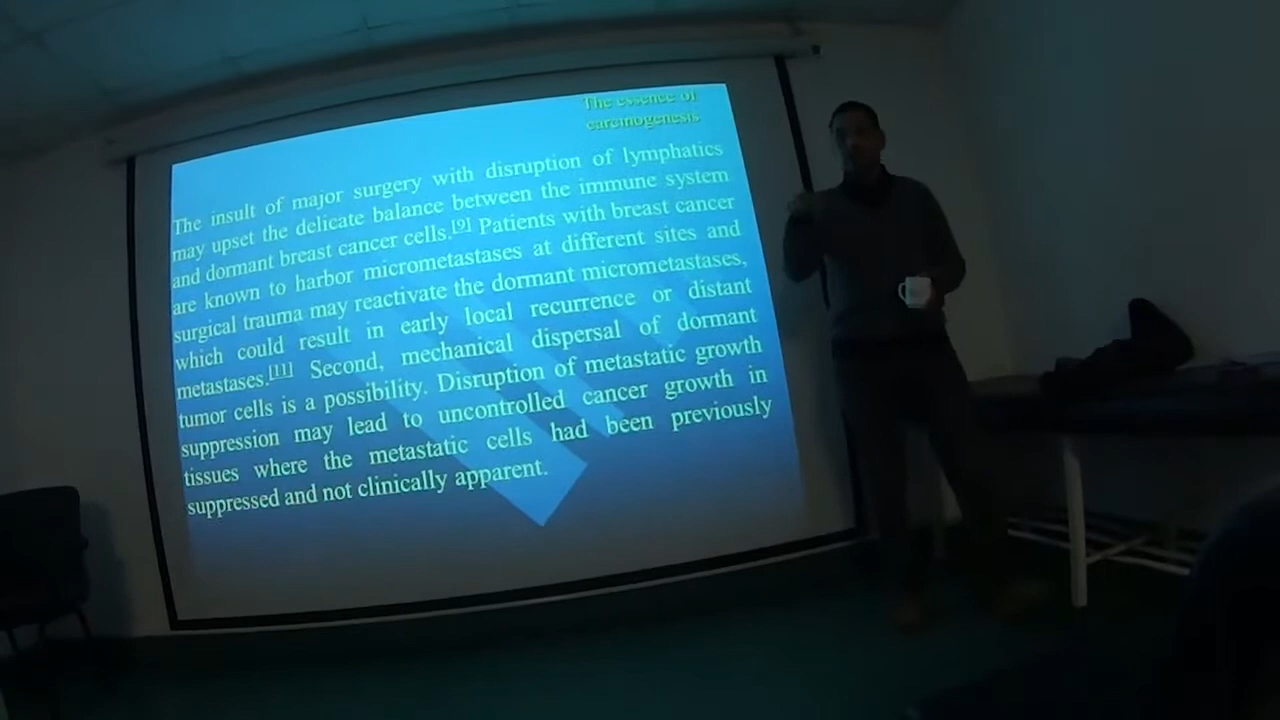 The essence of
carcinogenesis
The insult of major surgery with disruption of lymphatics
may upset the delicate balance between the immune system
and dormant breast cancer cells.[9] Patients with breast cancer
are known to harbor micrometastases at different sites and
surgical trauma may reactivate the dormant micrometastases,
which could result in early local recurrence or distant
metastases.[11] Second, mechanical dispersal of dormant
tumor cells is a possibility. Disruption of metastatic growth
suppression may lead to uncontrolled cancer growth in
tissues where the metastatic cells had been previously
suppressed and not clinically apparent.